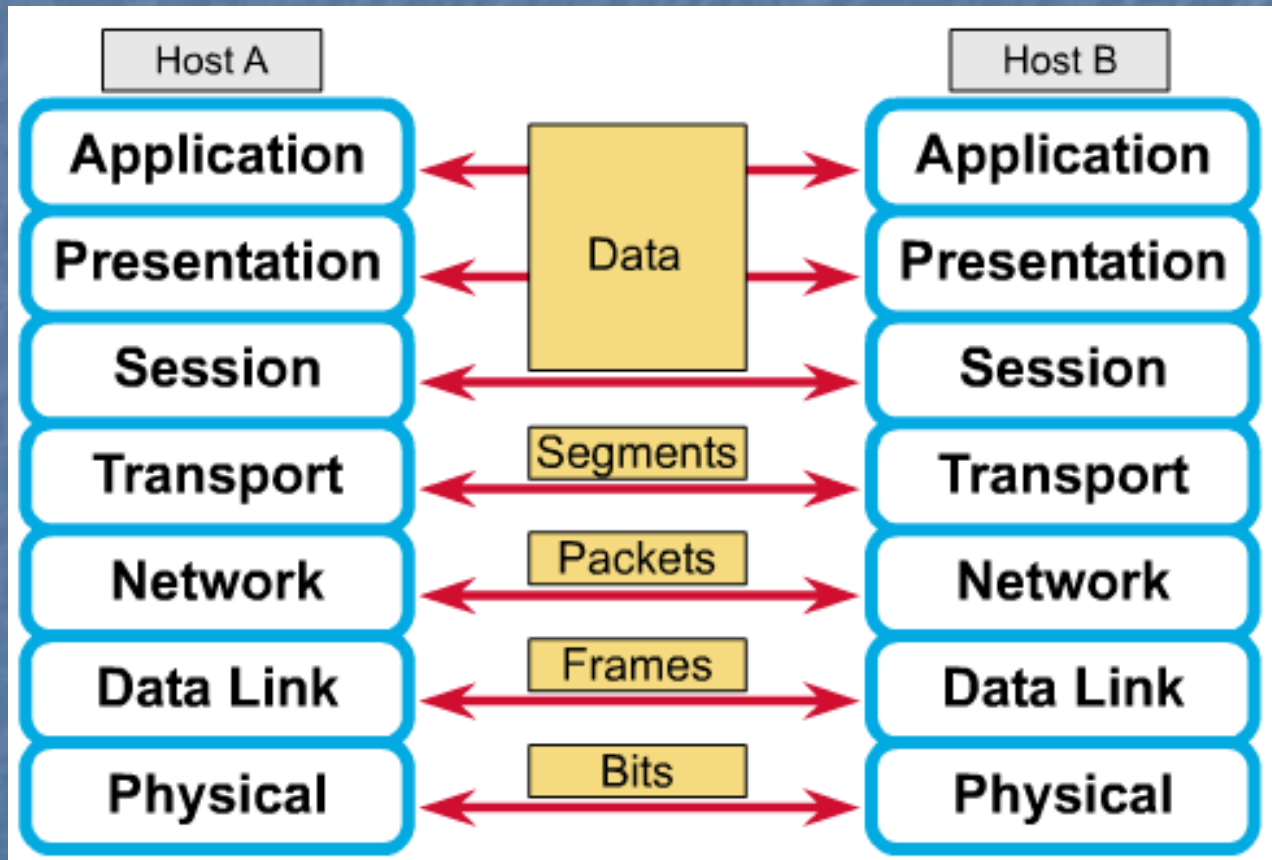 Host A
Host B
Application
Application
Presentation
Data
Presentation
Session
Session
Segments
Transport
Transport
Packets
Network
Network
Frames
Data Link
Data Link
Bits
Physical
Physical